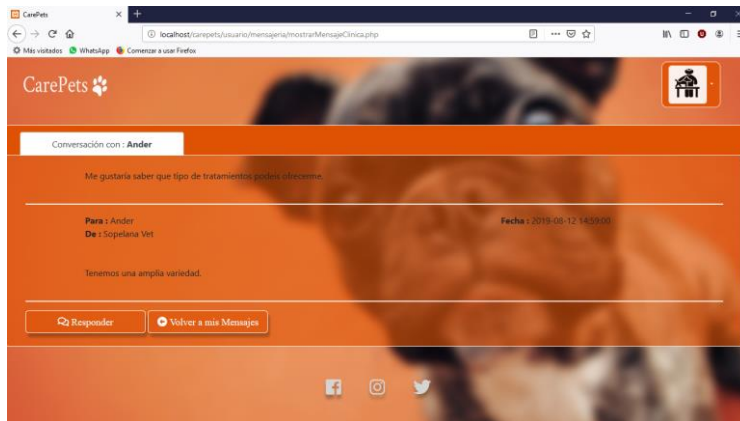 CarePets
localhost/carepets/usuario/mensajeria/mostrarMensajeClinica.php
Más visitados WhatsApp Comenzar a usar Firefox
CarePets
Conversación con : Ander
Me gustaría saber que tipo de tratamientos podeis ofrecerme.
Para : Ander
Fecha : 2019-08-12 14:59:00
De : Sopelana Vet
Tenemos una amplia variedad.
Responder
Volver a mis Mensajes